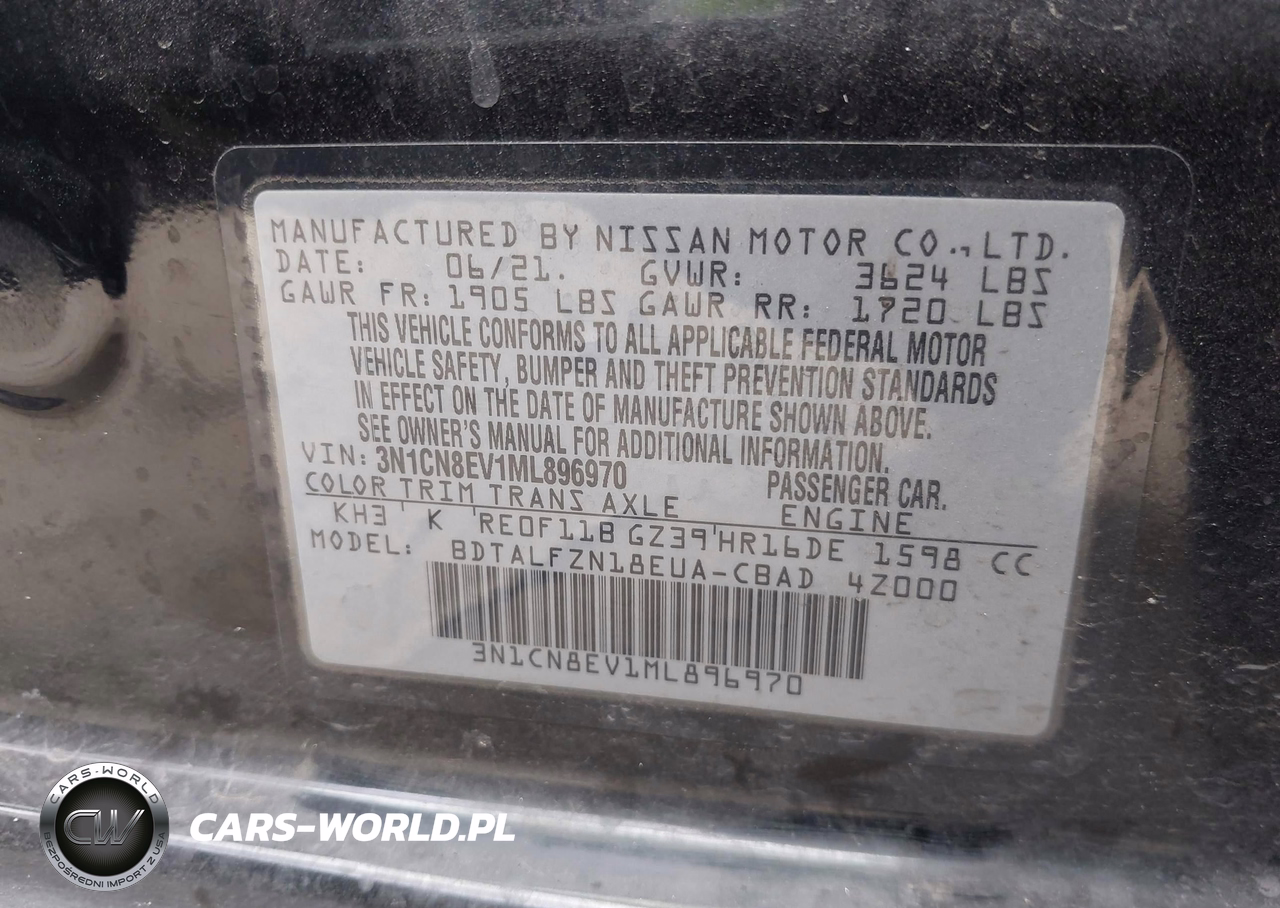 MANUFACTURED BY NISSAN MOTOR CO., LTD.
DATE: 06/21. GVWR: 3624 LBS
GAWR FR: 1905 LBS GAWR RR: 1720 LBS
THIS VEHICLE CONFORMS TO ALL APPLICABLE FEDERAL MOTOR
VEHICLE SAFETY, BUMPER AND THEFT PREVENTION STANDARDS
IN EFFECT ON THE DATE OF MANUFACTURE SHOWN ABOVE.
SEE OWNER'S MANUAL FOR ADDITIONAL INFORMATION.
VIN: 3N1CN8EV1ML896970 PASSENGER CAR.
COLOR TRIM TRANS AXLE ENGINE
KH3 ' K 'RE0F11B GZ39'HR16DE 1598 CC
MODEL: BDTALFZN18EUA-CBAD 4Z000
3N1CN8EV1ML896970
CARS-WORLD
CW
BEZPOŚREDNI IMPORT Z USA
CARS-WORLD.PL